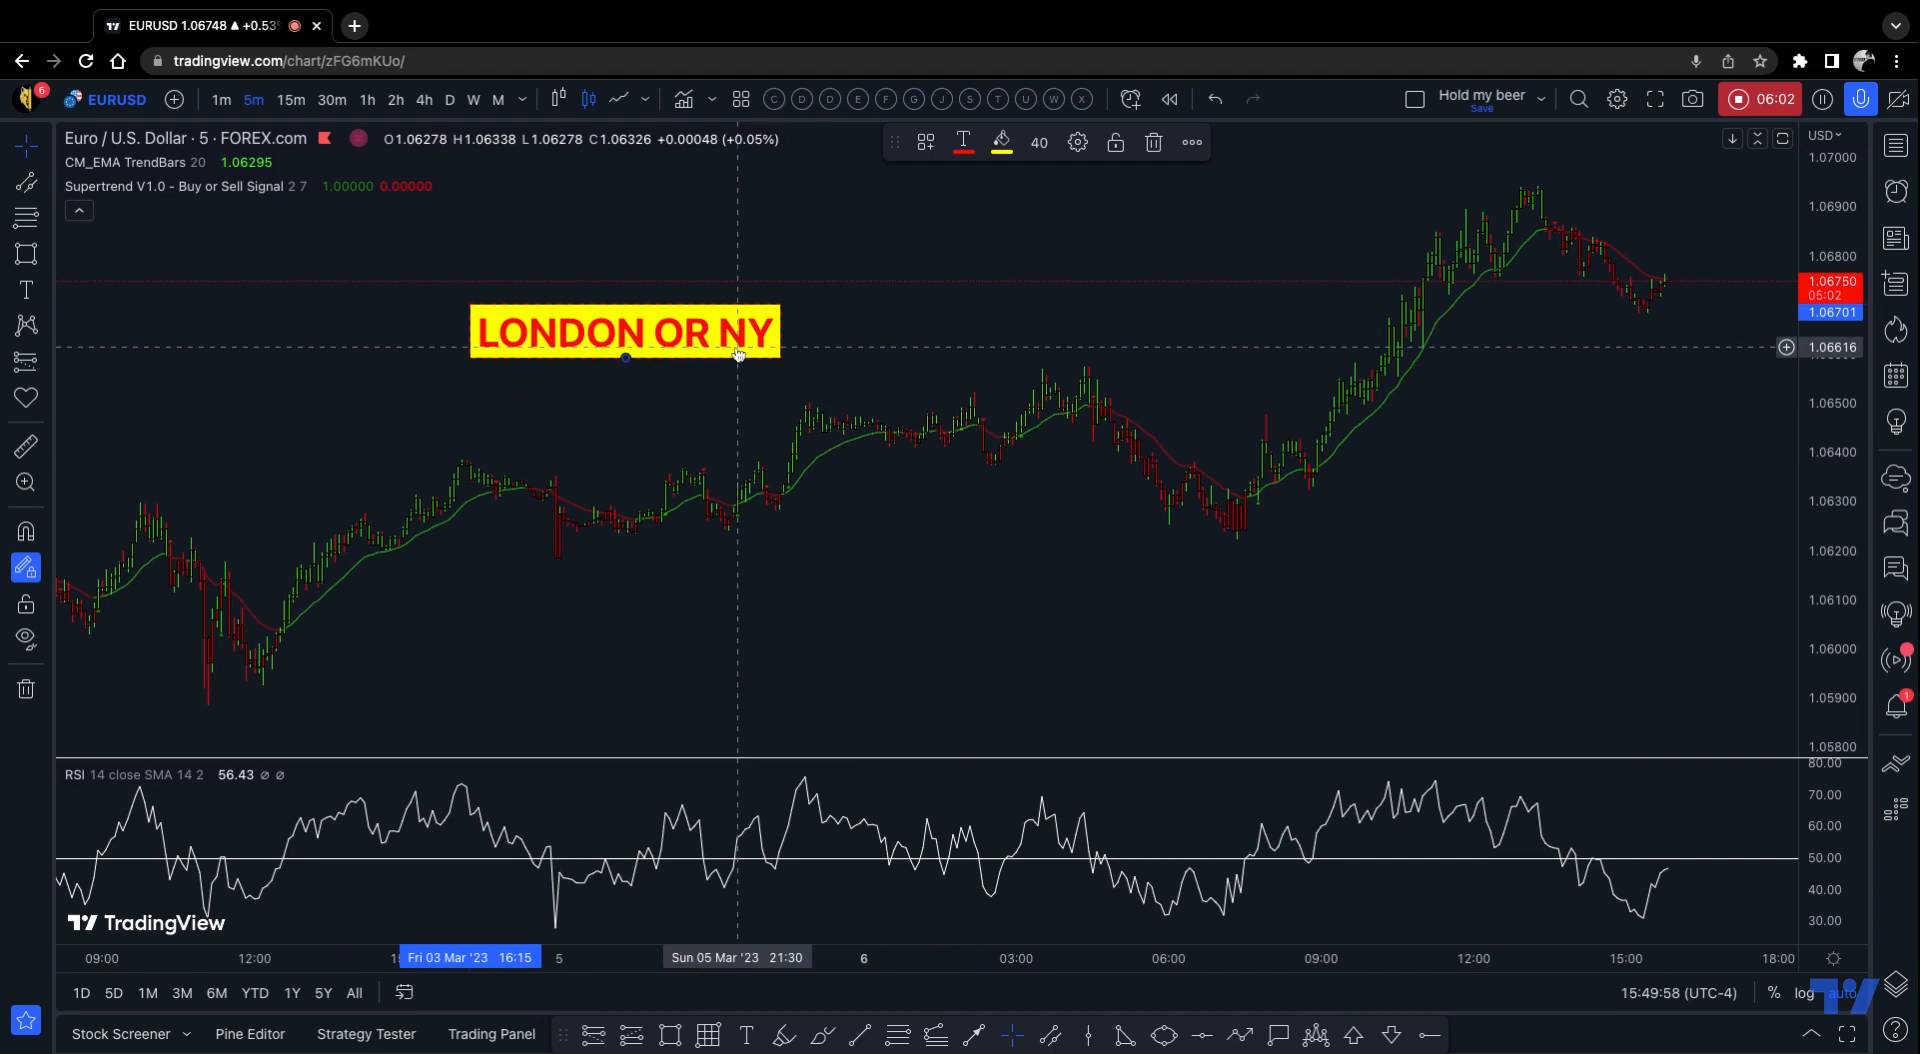 EURUSD 1.06748 ▲ +0.53
tradingview.com/chart/zFG6mKUo/
6
EURUSD
1m 5m 15m 30m 1h 2h 4h D W M
C D D E F G J S T U W X
Hold my beer
Save
06:02
Euro / U.S. Dollar · 5 · FOREX.com
O1.06278 H1.06338 L1.06278 C1.06326 +0.00048 (+0.05%)
40
USD
CM_EMA TrendBars 20 1.06295
Supertrend V1.0 - Buy or Sell Signal 2 7 1.00000 0.00000
LONDON OR NY
1.07000
1.06900
1.06800
1.06750
05:02
1.06701
1.06616
1.06500
1.06400
1.06300
1.06200
1.06100
1.06000
1.05900
1.05800
1
RSI 14 close SMA 14 2 56.43 ∅ ∅
80.00
70.00
60.00
50.00
40.00
30.00
TradingView
09:00 12:00 Fri 03 Mar '23 16:15 5 Sun 05 Mar '23 21:30 6 03:00 06:00 09:00 12:00 15:00 18:00
1D 5D 1M 3M 6M YTD 1Y 5Y All
15:49:58 (UTC-4) % log auto
Stock Screener Pine Editor Strategy Tester Trading Panel